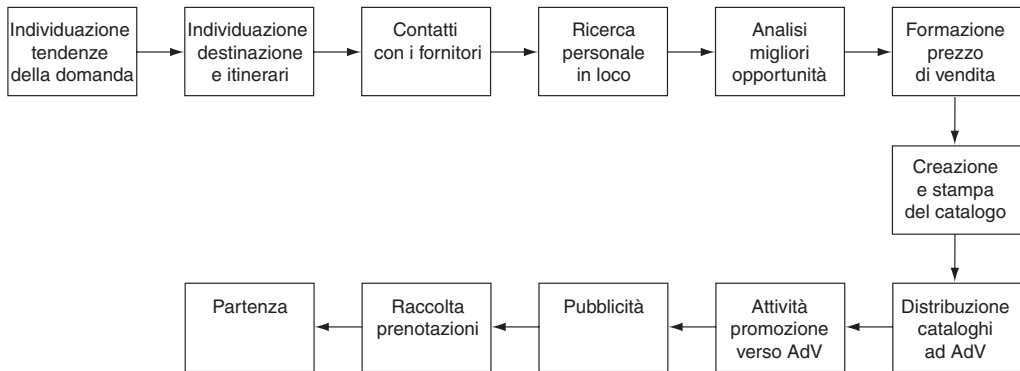 Individuazione
tendenze
della domanda
Individuazione
destinazione
e itinerari
Contatti
con i fornitori
Ricerca
personale
in loco
Analisi
migliori
opportunità
Formazione
prezzo
di vendita
Creazione
e stampa
del catalogo
Distribuzione
cataloghi
ad AdV
Attività
promozione
verso AdV
Pubblicità
Raccolta
prenotazioni
Partenza